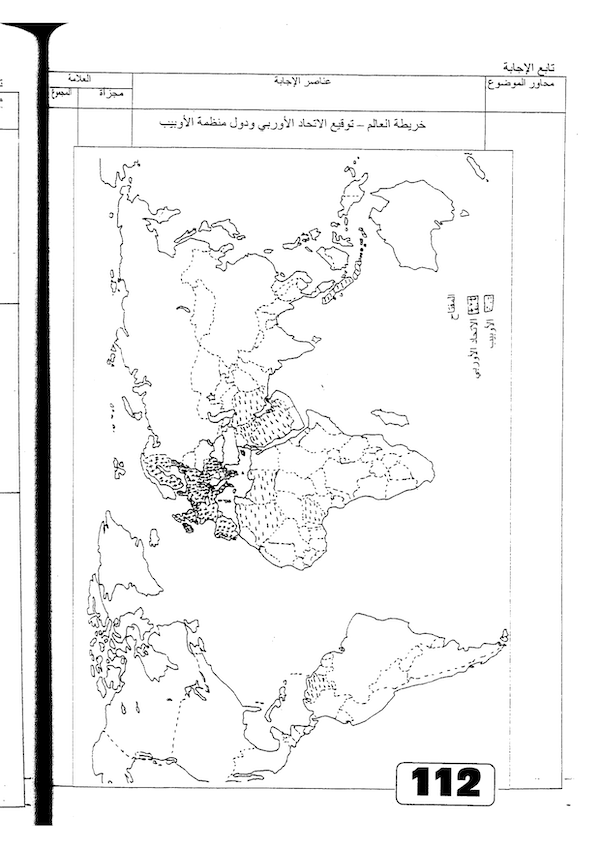 تابع الإجابة
محاور الموضوع
عناصر الإجابة
العلامة
مجزأة
المجموع
خريطة العالم – توقيع الاتحاد الأوربي ودول منظمة الأوبيب
المفتاح
الاتحاد الأوربي
الأوبيب
112